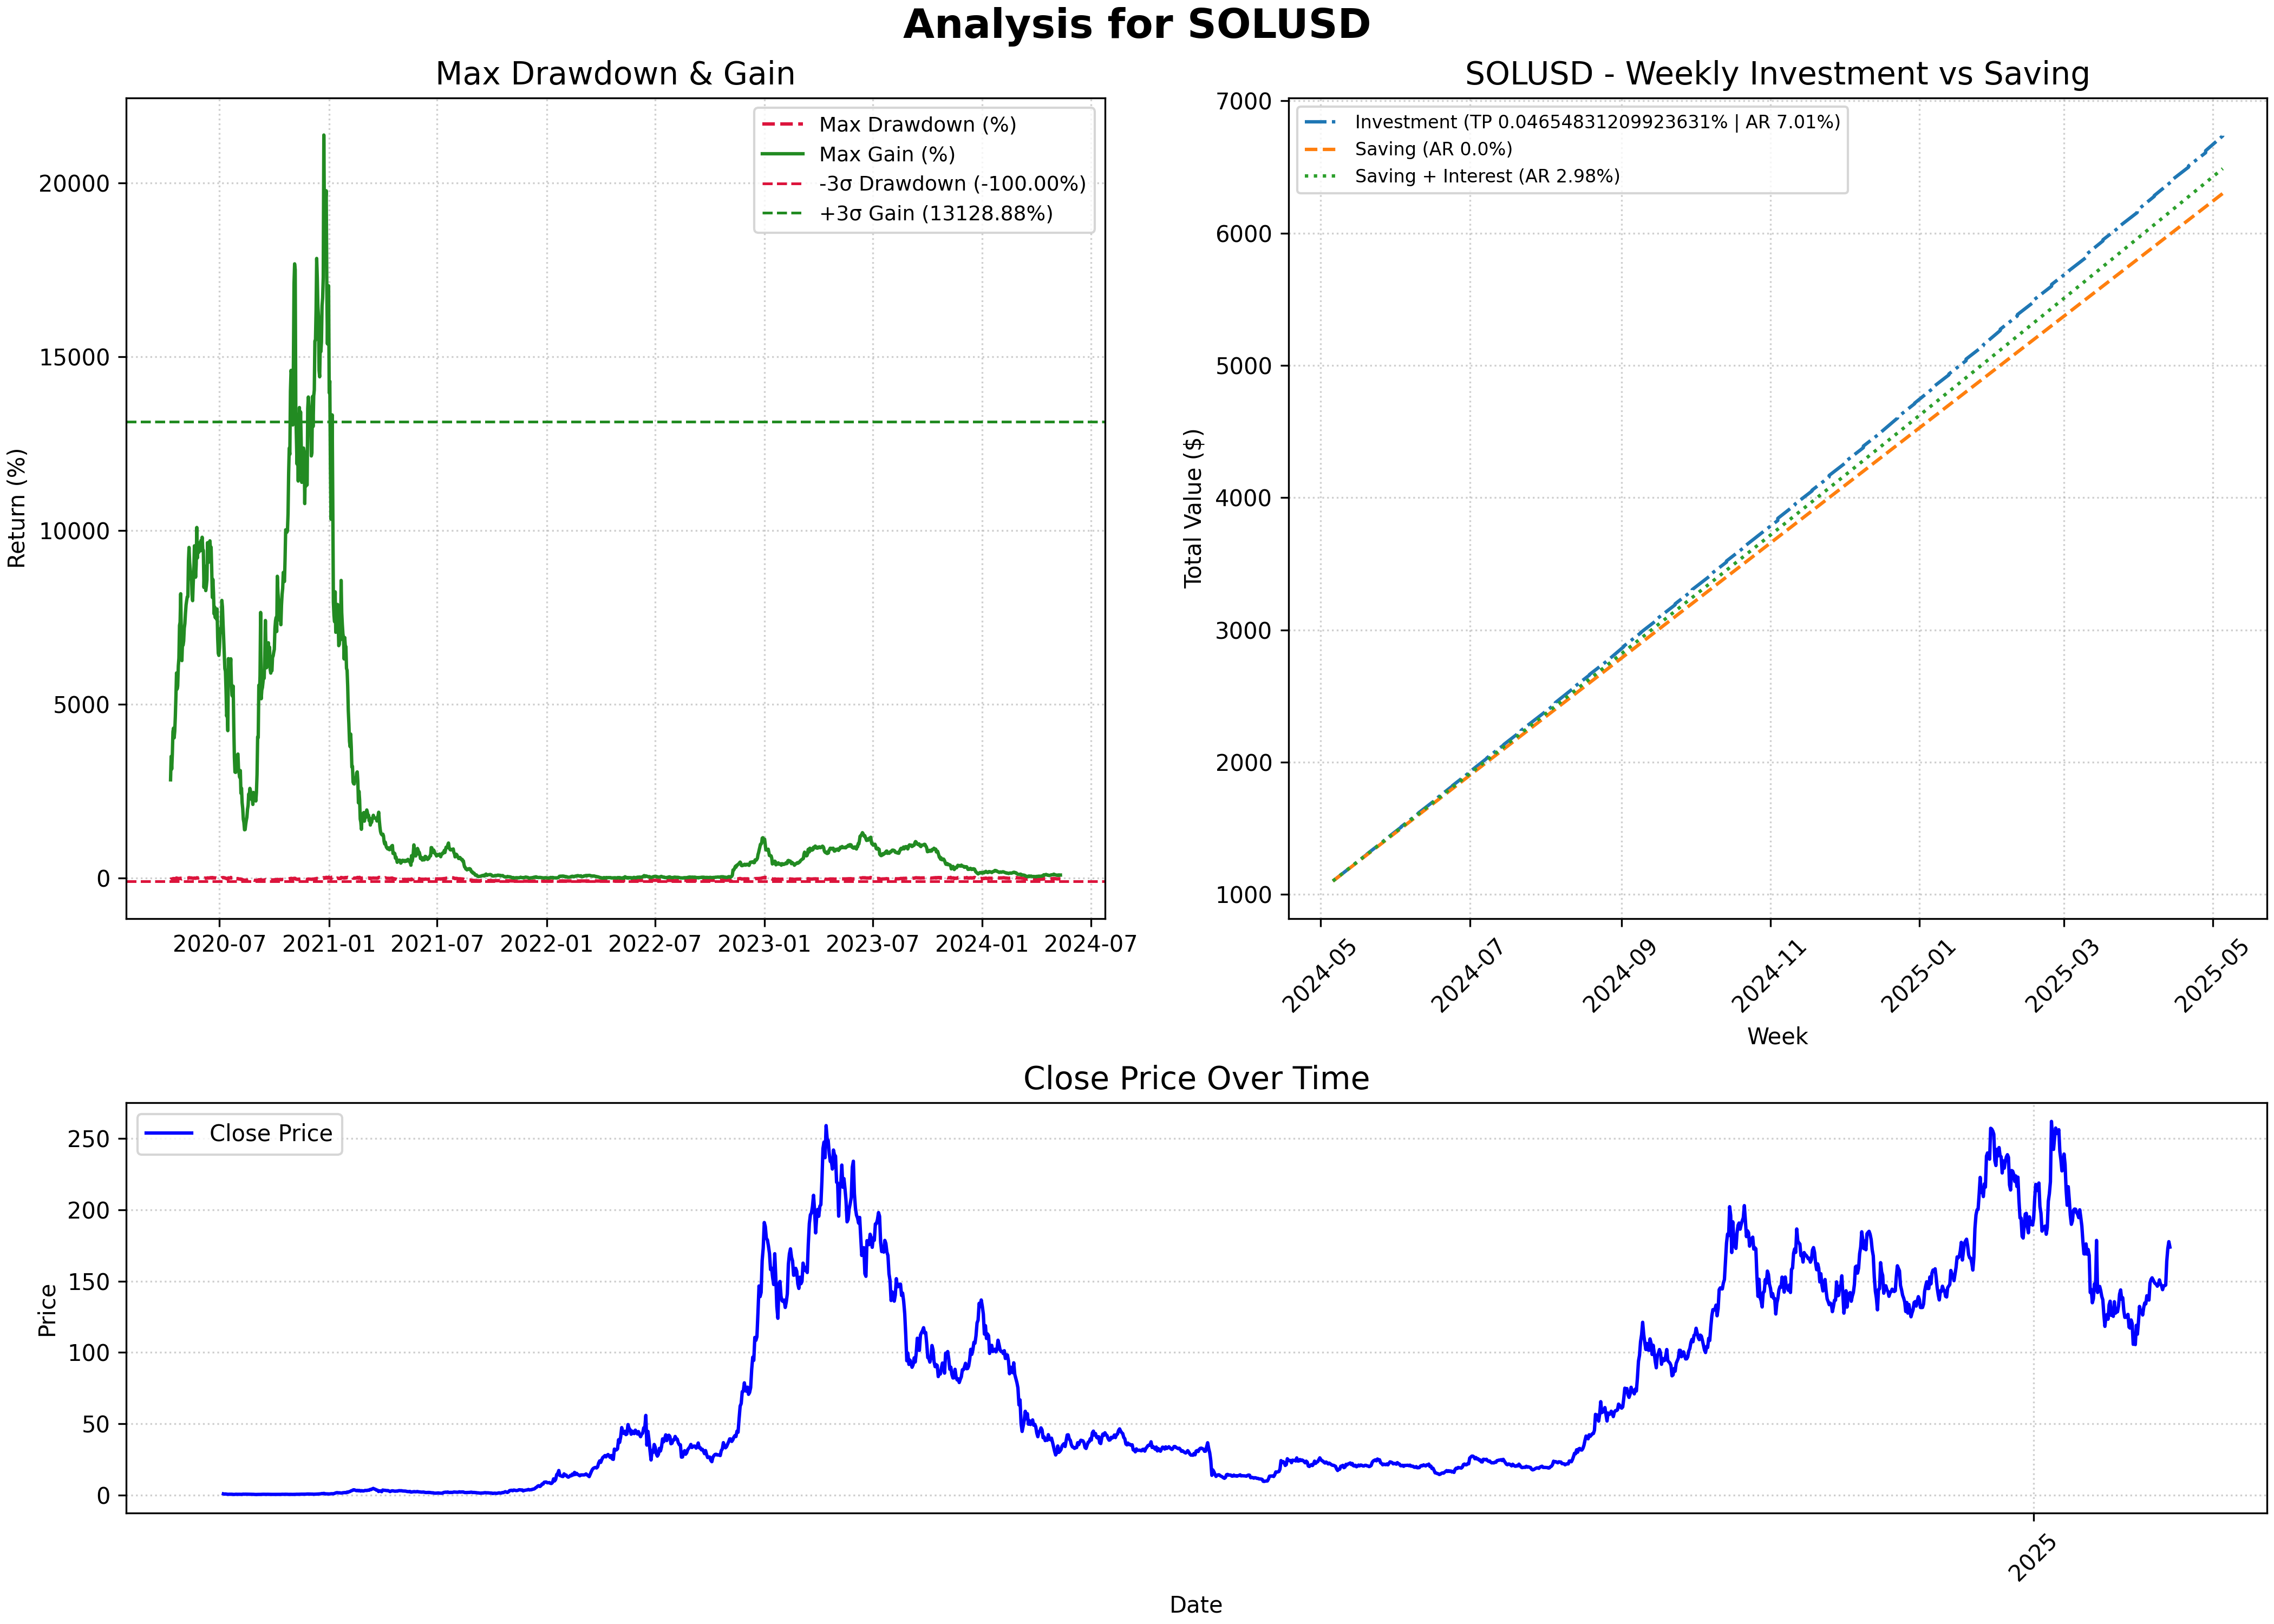 Analysis for SOLUSD
Max Drawdown & Gain
Return (%)
20000
15000
10000
5000
0
2020-07
2021-01
2021-07
2022-01
2022-07
2023-01
2023-07
2024-01
2024-07
Max Drawdown (%)
Max Gain (%)
-3σ Drawdown (-100.00%)
+3σ Gain (13128.88%)
SOLUSD - Weekly Investment vs Saving
Total Value ($)
7000
6000
5000
4000
3000
2000
1000
Investment (TP 0.04654831209923631% | AR 7.01%)
Saving (AR 0.0%)
Saving + Interest (AR 2.98%)
2024-05
2024-07
2024-09
2024-11
2025-01
2025-03
2025-05
Week
Close Price Over Time
Close Price
Price
250
200
150
100
50
0
2025
Date